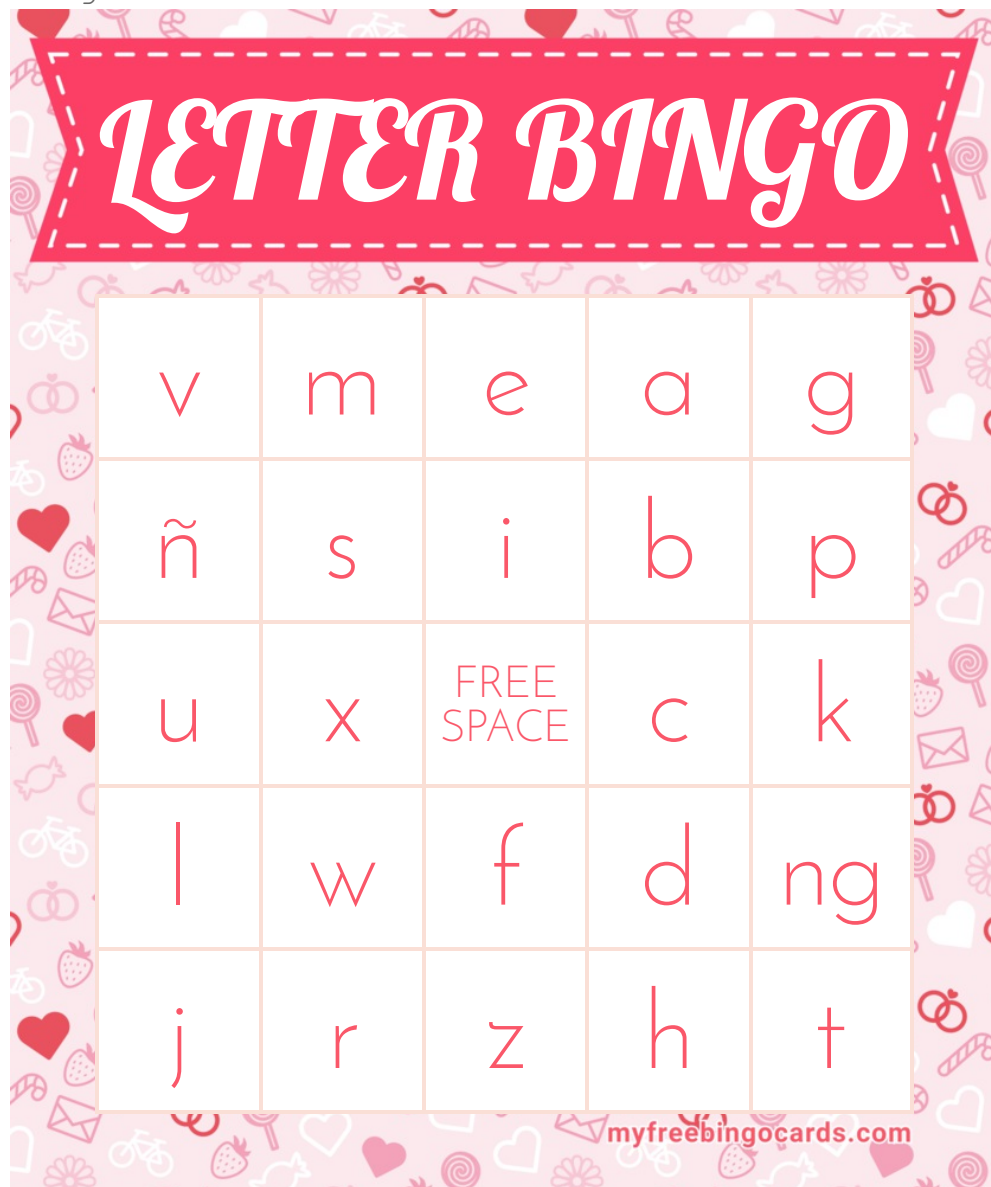 LETTER BINGO
v m e a g
ñ s i b p
u x FREE SPACE c k
l w f d ng
j r z h t
myfreebingocards.com